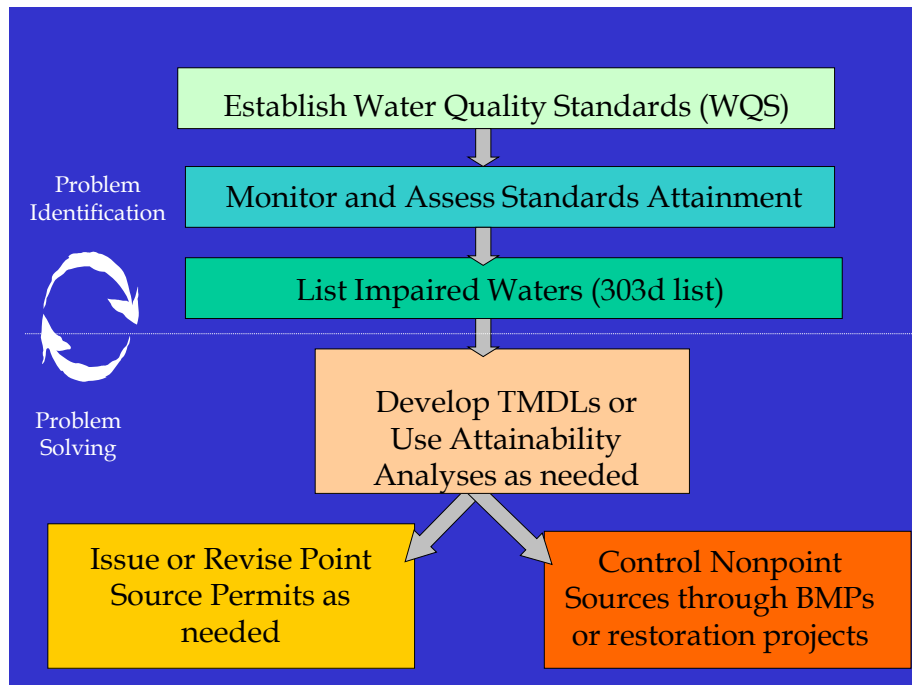 Establish Water Quality Standards (WQS)
Problem
Identification
Monitor and Assess Standards Attainment
List Impaired Waters (303d list)
Problem
Solving
Develop TMDLs or
Use Attainability
Analyses as needed
Issue or Revise Point
Source Permits as
needed
Control Nonpoint
Sources through BMPs
or restoration projects